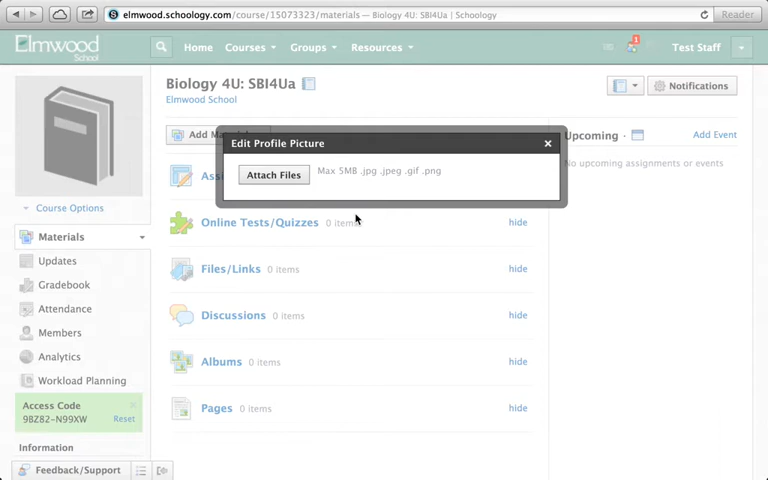 elmwood.schoology.com/course/15073323/materials — Biology 4U: SBI4Ua | Schoology
Reader
Elmwood
School
Home
Courses
Groups
Resources
1
Test Staff
Biology 4U: SBI4Ua
Elmwood School
Notifications
Course Options
Materials
Updates
Gradebook
Attendance
Members
Analytics
Workload Planning
Access Code
9BZ82-N99XW
Reset
Information
Feedback/Support
Edit Profile Picture
Attach Files
Max 5MB .jpg .jpeg .gif .png
Online Tests/Quizzes 0 items hide
Files/Links 0 items hide
Discussions 0 items hide
Albums 0 items hide
Pages 0 items hide
Upcoming
Add Event
No upcoming assignments or events